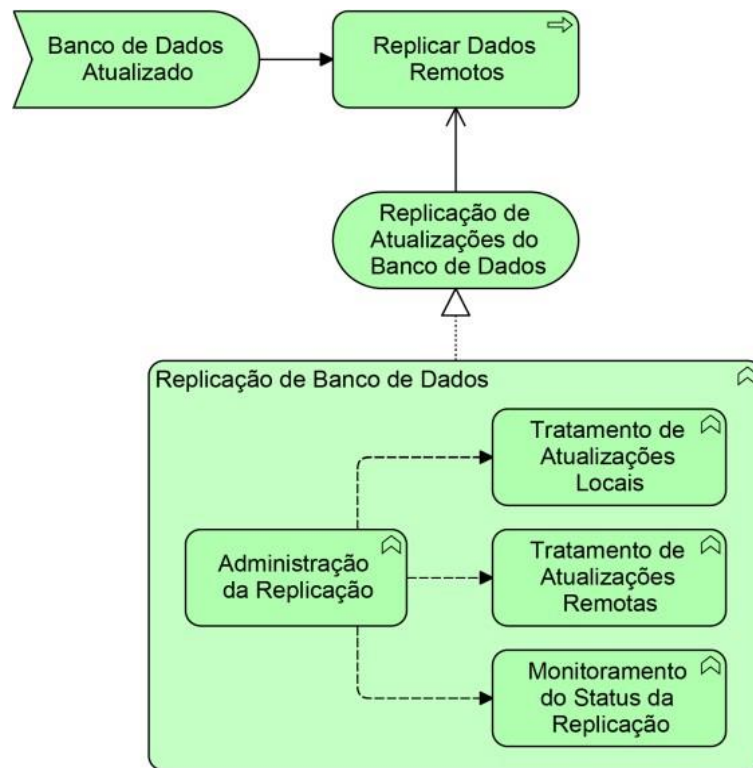 Banco de Dados
Atualizado
Replicar Dados
Remotos
Replicação de
Atualizações do
Banco de Dados
Replicação de Banco de Dados
Tratamento de
Atualizações
Locais
Administração
da Replicação
Tratamento de
Atualizações
Remotas
Monitoramento
do Status da
Replicação